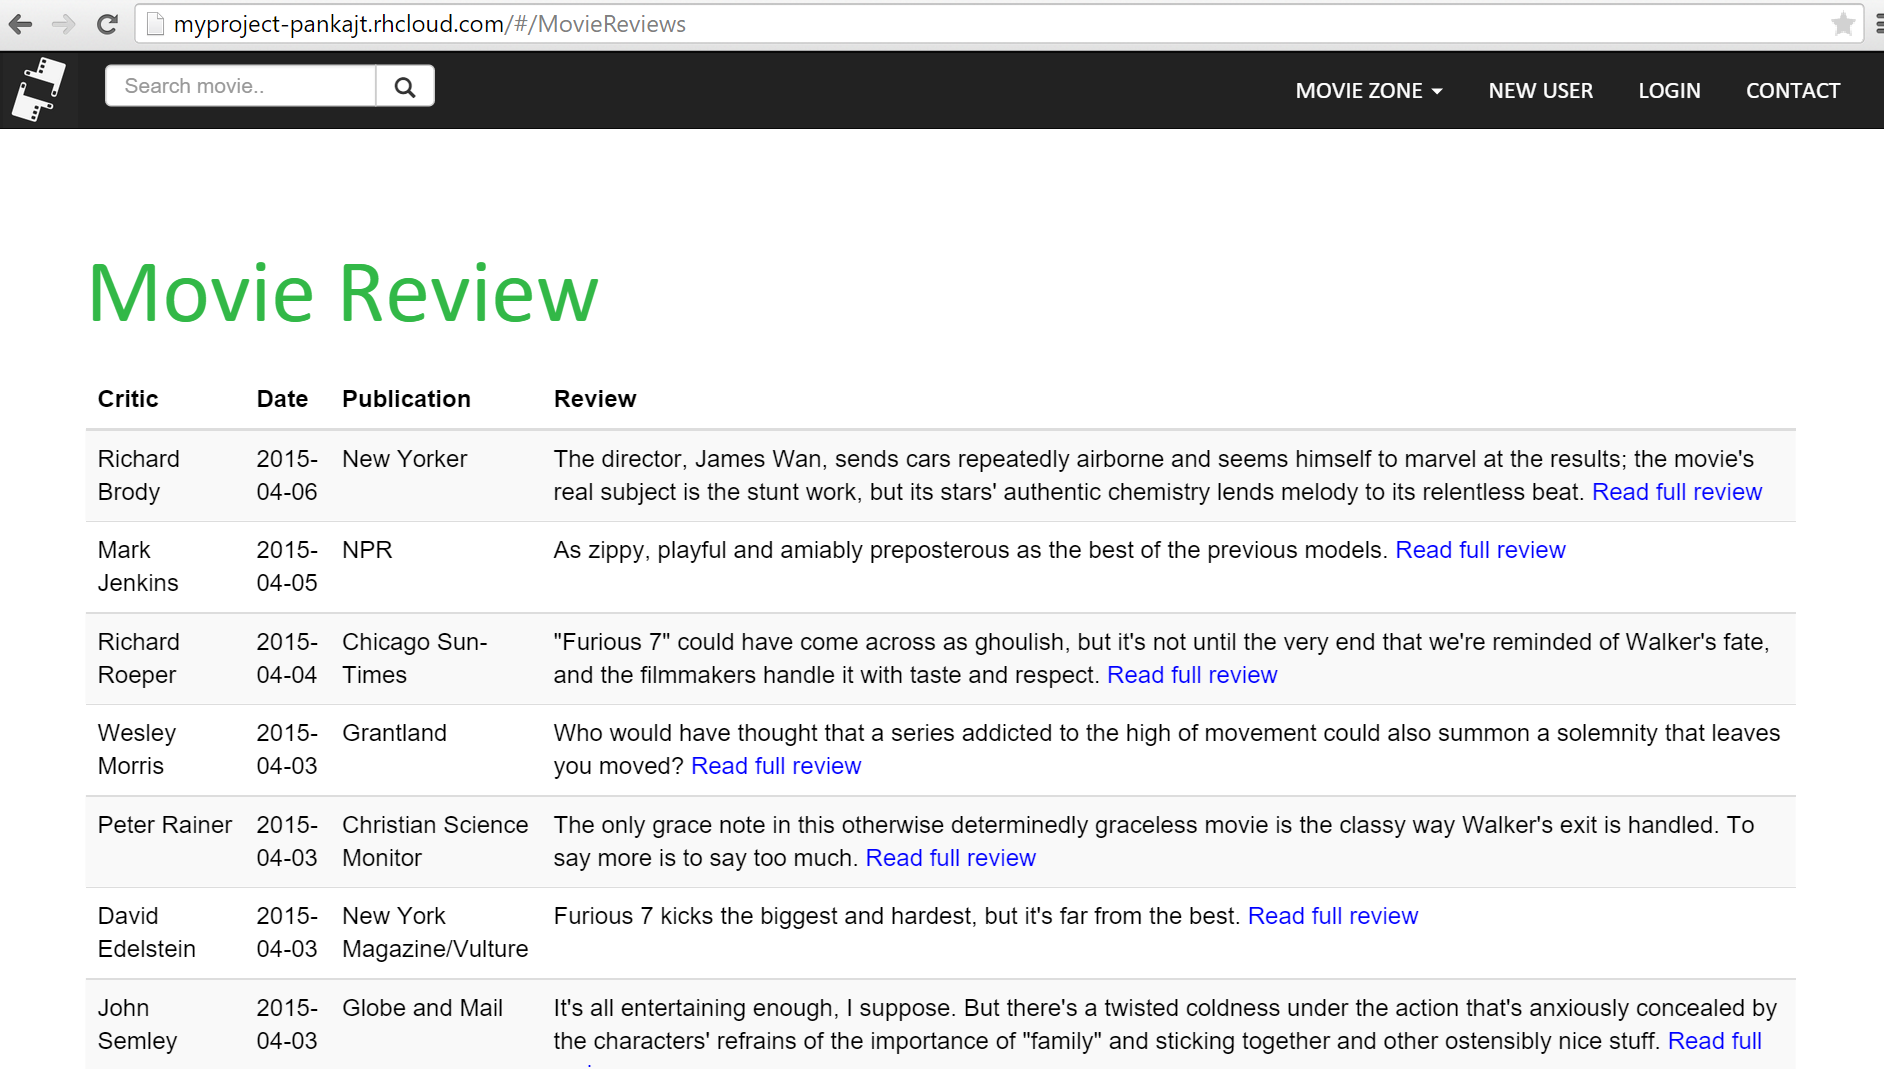 myproject-pankajt.rhcloud.com/#/MovieReviews
Search movie..
MOVIE ZONE NEW USER LOGIN CONTACT
Movie Review
Critic Date Publication Review
Richard Brody 2015-04-06 New Yorker The director, James Wan, sends cars repeatedly airborne and seems himself to marvel at the results; the movie's
real subject is the stunt work, but its stars' authentic chemistry lends melody to its relentless beat. Read full review
Mark Jenkins 2015-04-05 NPR As zippy, playful and amiably preposterous as the best of the previous models. Read full review
Richard Roeper 2015-04-04 Chicago Sun-Times "Furious 7" could have come across as ghoulish, but it's not until the very end that we're reminded of Walker's fate,
and the filmmakers handle it with taste and respect. Read full review
Wesley Morris 2015-04-03 Grantland Who would have thought that a series addicted to the high of movement could also summon a solemnity that leaves
you moved? Read full review
Peter Rainer 2015-04-03 Christian Science Monitor The only grace note in this otherwise determinedly graceless movie is the classy way Walker's exit is handled. To
say more is to say too much. Read full review
David Edelstein 2015-04-03 New York Magazine/Vulture Furious 7 kicks the biggest and hardest, but it's far from the best. Read full review
John Semley 2015-04-03 Globe and Mail It's all entertaining enough, I suppose. But there's a twisted coldness under the action that's anxiously concealed by
the characters' refrains of the importance of "family" and sticking together and other ostensibly nice stuff. Read full